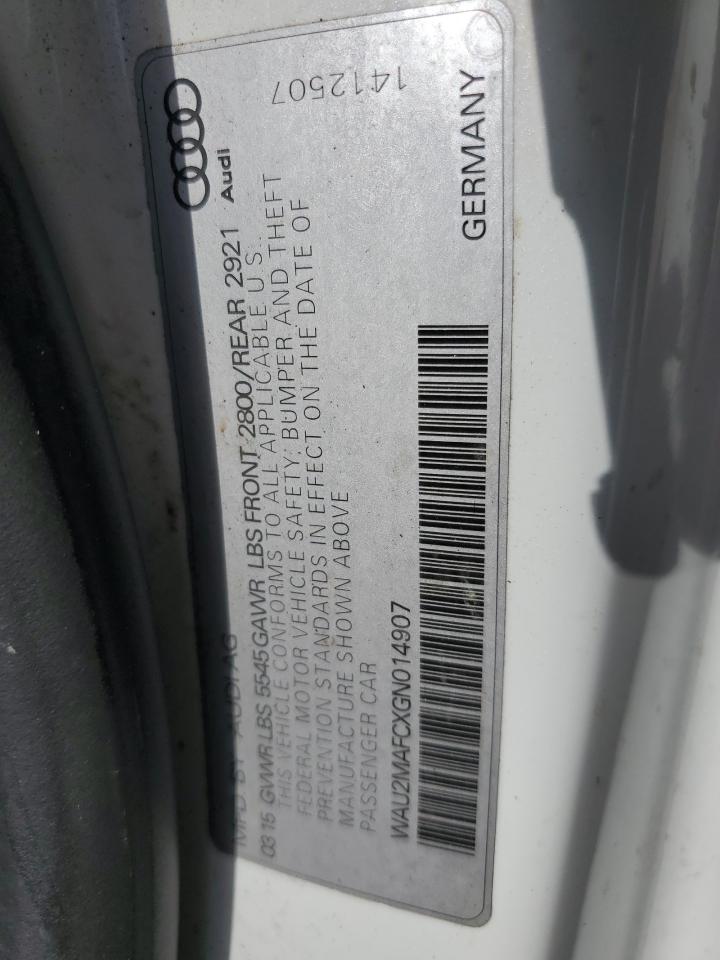 MFD BY AUDI AG
03 15 GVWR LBS 5545 GAWR LBS FRONT 2800/REAR 2921
THIS VEHICLE CONFORMS TO ALL APPLICABLE U S
FEDERAL MOTOR VEHICLE SAFETY, BUMPER AND THEFT
PREVENTION STANDARDS IN EFFECT ON THE DATE OF
MANUFACTURE SHOWN ABOVE
PASSENGER CAR
WAU2MAFCXGN014907
GERMANY
Audi
1412507